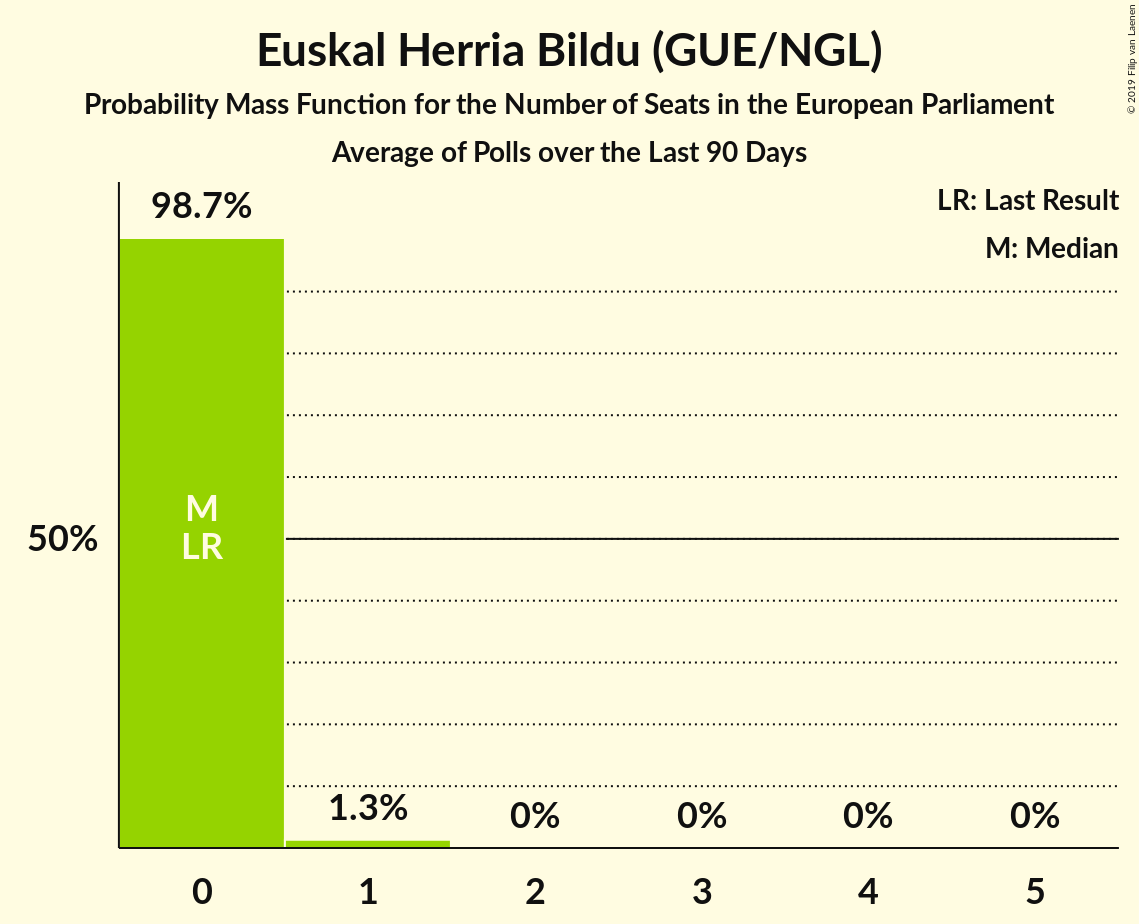 Euskal Herria Bildu (GUE/NGL)
Probability Mass Function for the Number of Seats in the European Parliament
Average of Polls over the Last 90 Days
© 2019 Filip van Laenen
LR: Last Result
M: Median
98.7%
M
LR
50%
1.3%
0%
0%
0%
0%
0
1
2
3
4
5